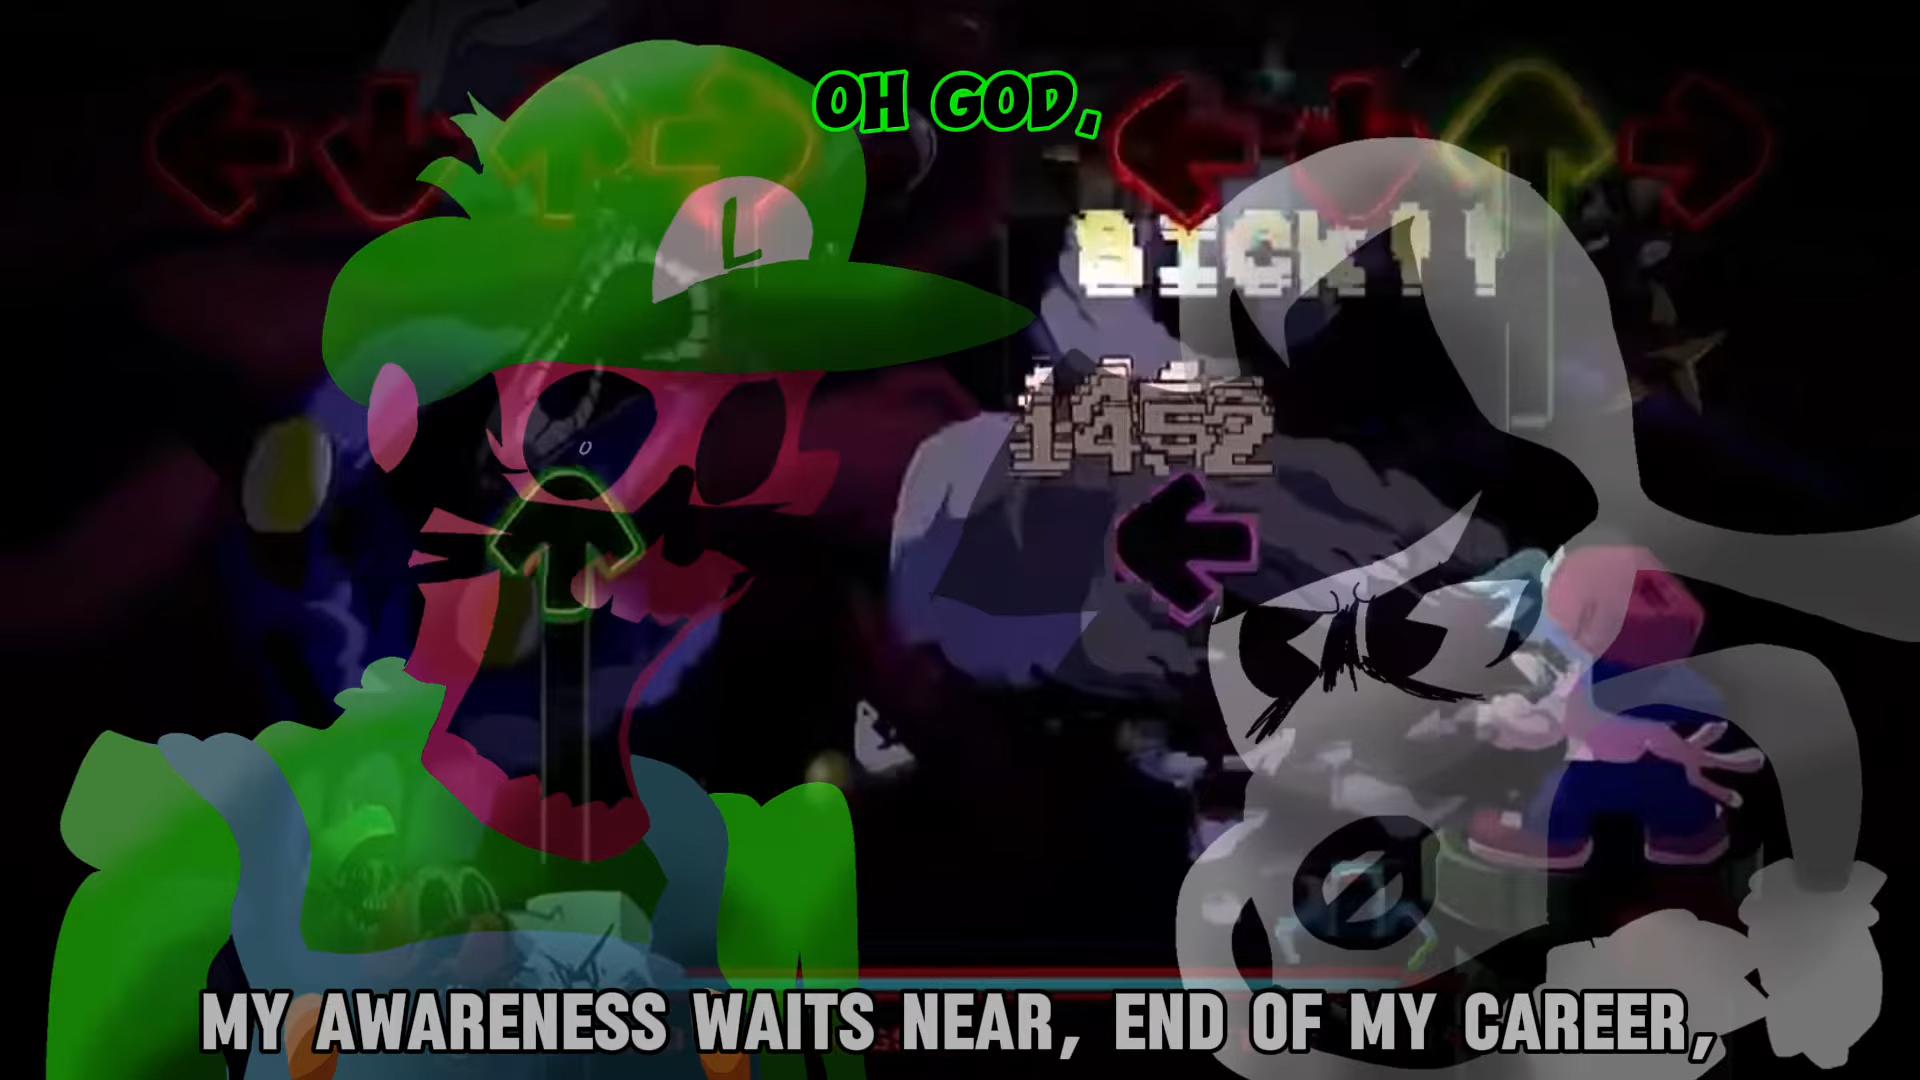 OH GOD,
L
SICK!!
1452
MY AWARENESS WAITS NEAR, END OF MY CAREER,